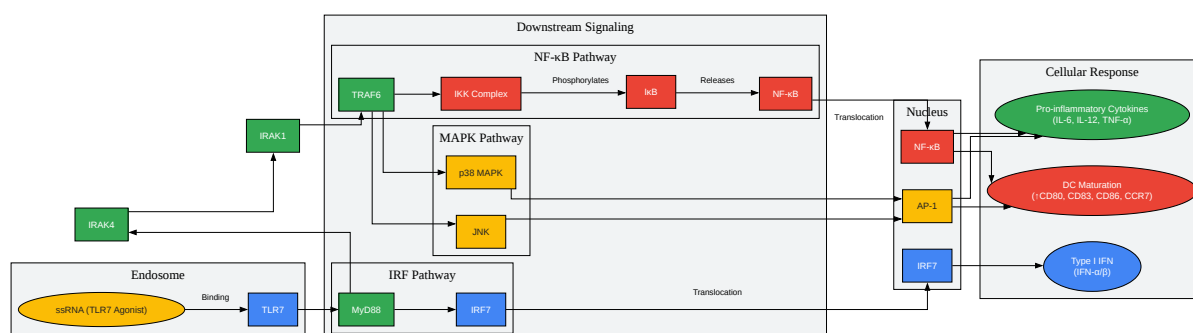 Downstream Signaling
NF-κB Pathway
TRAF6
IKK Complex
Phosphorylates
IκB
Releases
NF-κB
Translocation
IRAK1
IRAK4
MAPK Pathway
p38 MAPK
JNK
Endosome
ssRNA (TLR7 Agonist)
Binding
TLR7
IRF Pathway
MyD88
IRF7
Translocation
Nucleus
NF-κB
AP-1
IRF7
Cellular Response
Pro-inflammatory Cytokines
(IL-6, IL-12, TNF-α)
DC Maturation
(↑CD80, CD83, CD86, CCR7)
Type I IFN
(IFN-α/β)